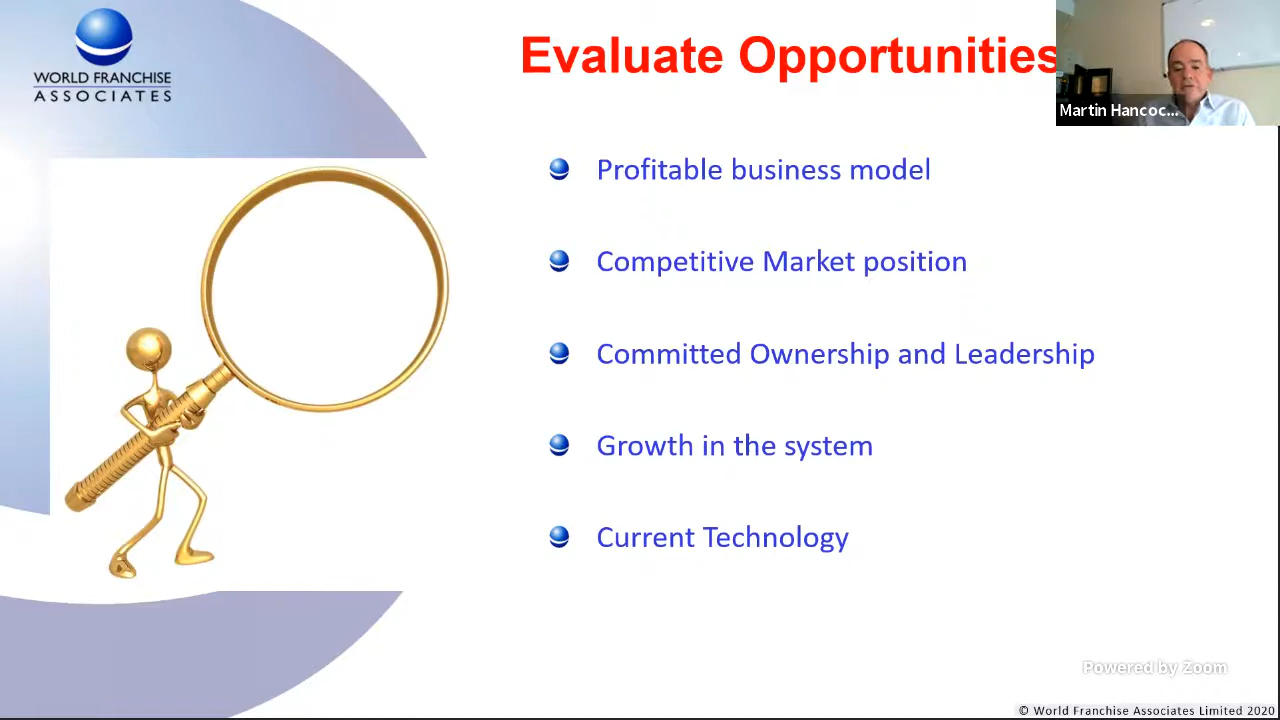 WORLD FRANCHISE
ASSOCIATES
Evaluate Opportunities
Martin Hancoc...
Profitable business model
Competitive Market position
Committed Ownership and Leadership
Growth in the system
Current Technology
Powered by Zoom
© World Franchise Associates Limited 2020